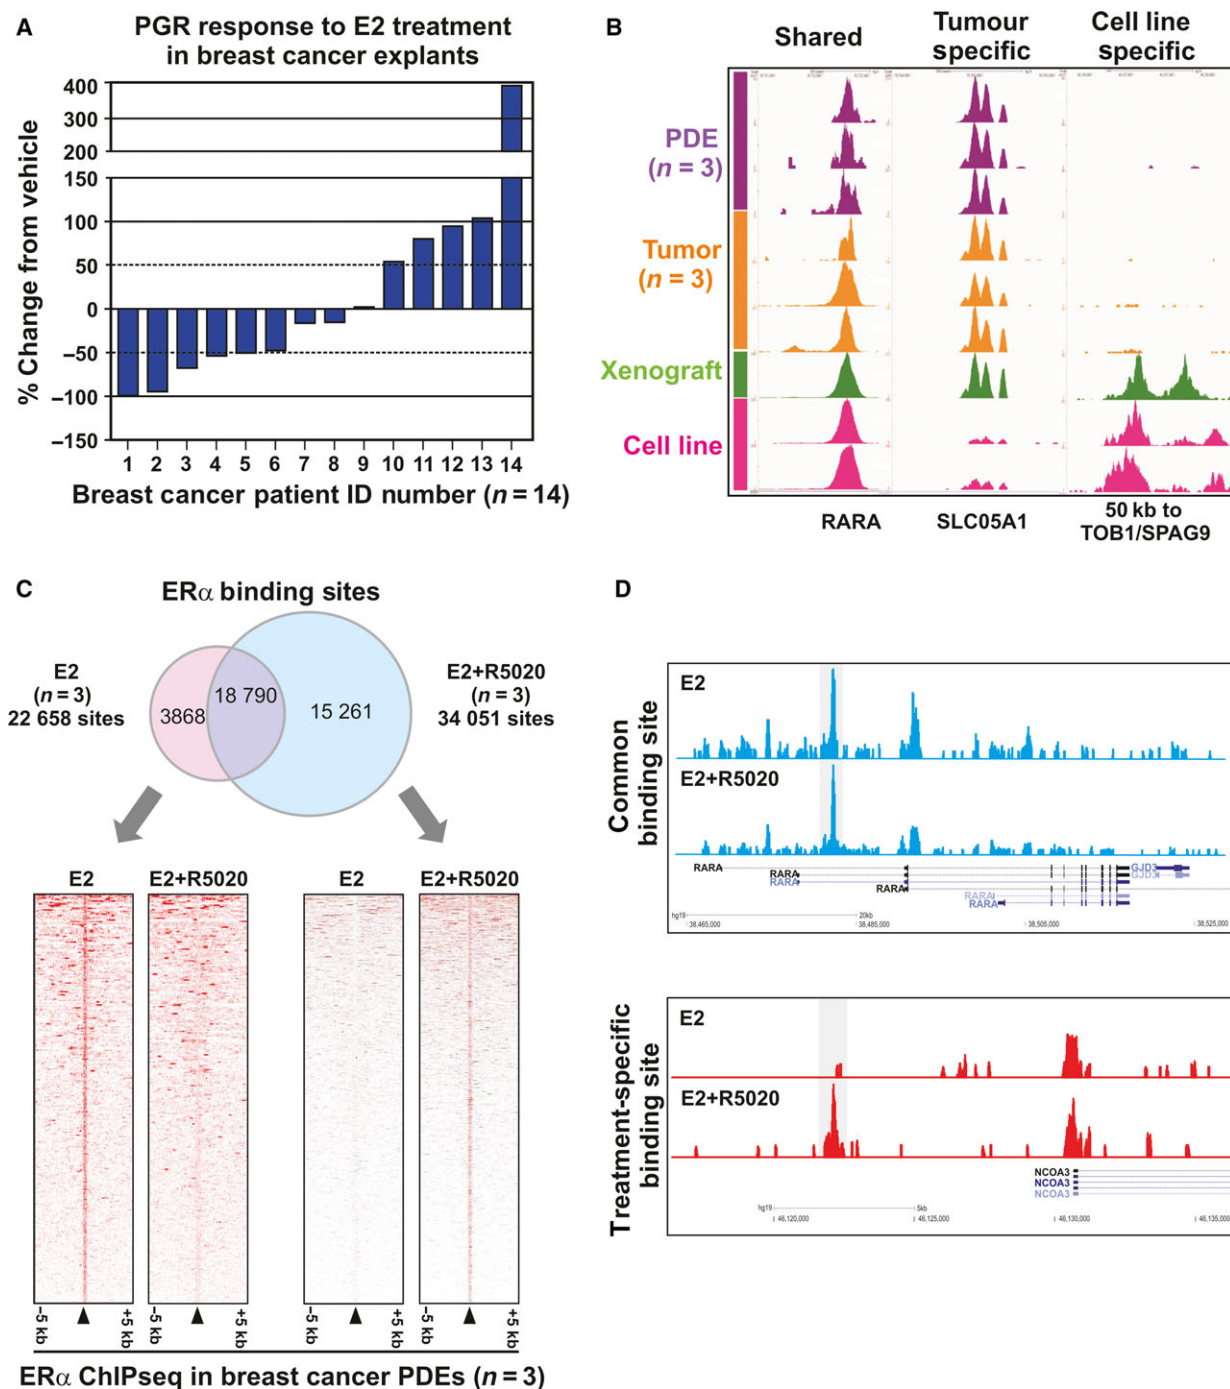 A
PGR response to E2 treatment
in breast cancer explants
% Change from vehicle
400
300
200
150
100
50
0
−50
−100
−150
1 2 3 4 5 6 7 8 9 10 11 12 13 14
Breast cancer patient ID number (n = 14)
B
Shared
Tumour
specific
Cell line
specific
PDE
(n = 3)
Tumor
(n = 3)
Xenograft
Cell line
RARA
SLC05A1
50 kb to
TOB1/SPAG9
C
ERα binding sites
E2
(n = 3)
22 658 sites
3868
18 790
15 261
E2+R5020
(n = 3)
34 051 sites
E2 E2+R5020 E2 E2+R5020
−5 kb +5 kb −5 kb +5 kb −5 kb +5 kb −5 kb +5 kb
ERα ChIPseq in breast cancer PDEs (n = 3)
D
Common
binding site
E2
E2+R5020
RARA
RARA
RARA
RARA
RARA
RARA
GJD3
GJD3
hg19 20kb
38,465,000 38,485,000 38,505,000 38,525,000
Treatment-specific
binding site
E2
E2+R5020
NCOA3
NCOA3
NCOA3
hg19 5kb
46,120,000 46,125,000 46,130,000 46,135,000